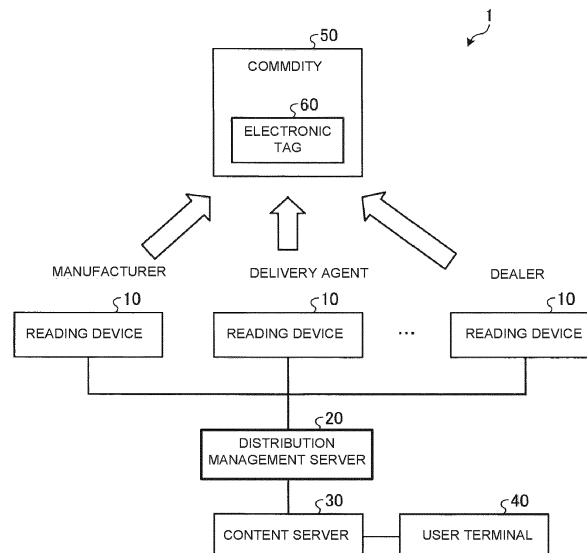 1
50
COMMDITY
60
ELECTRONIC
TAG
MANUFACTURER DELIVERY AGENT DEALER
10 10 10
READING DEVICE READING DEVICE ... READING DEVICE
20
DISTRIBUTION
MANAGEMENT SERVER
30 40
CONTENT SERVER USER TERMINAL